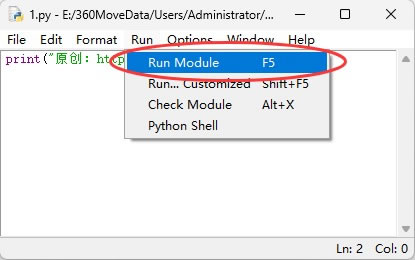 1.py - E:/360MoveData/Users/Administrator/...
File Edit Format Run Options Window Help
print("原创：http
Run Module F5
Run... Customized Shift+F5
Check Module Alt+X
Python Shell
Ln: 2 Col: 0